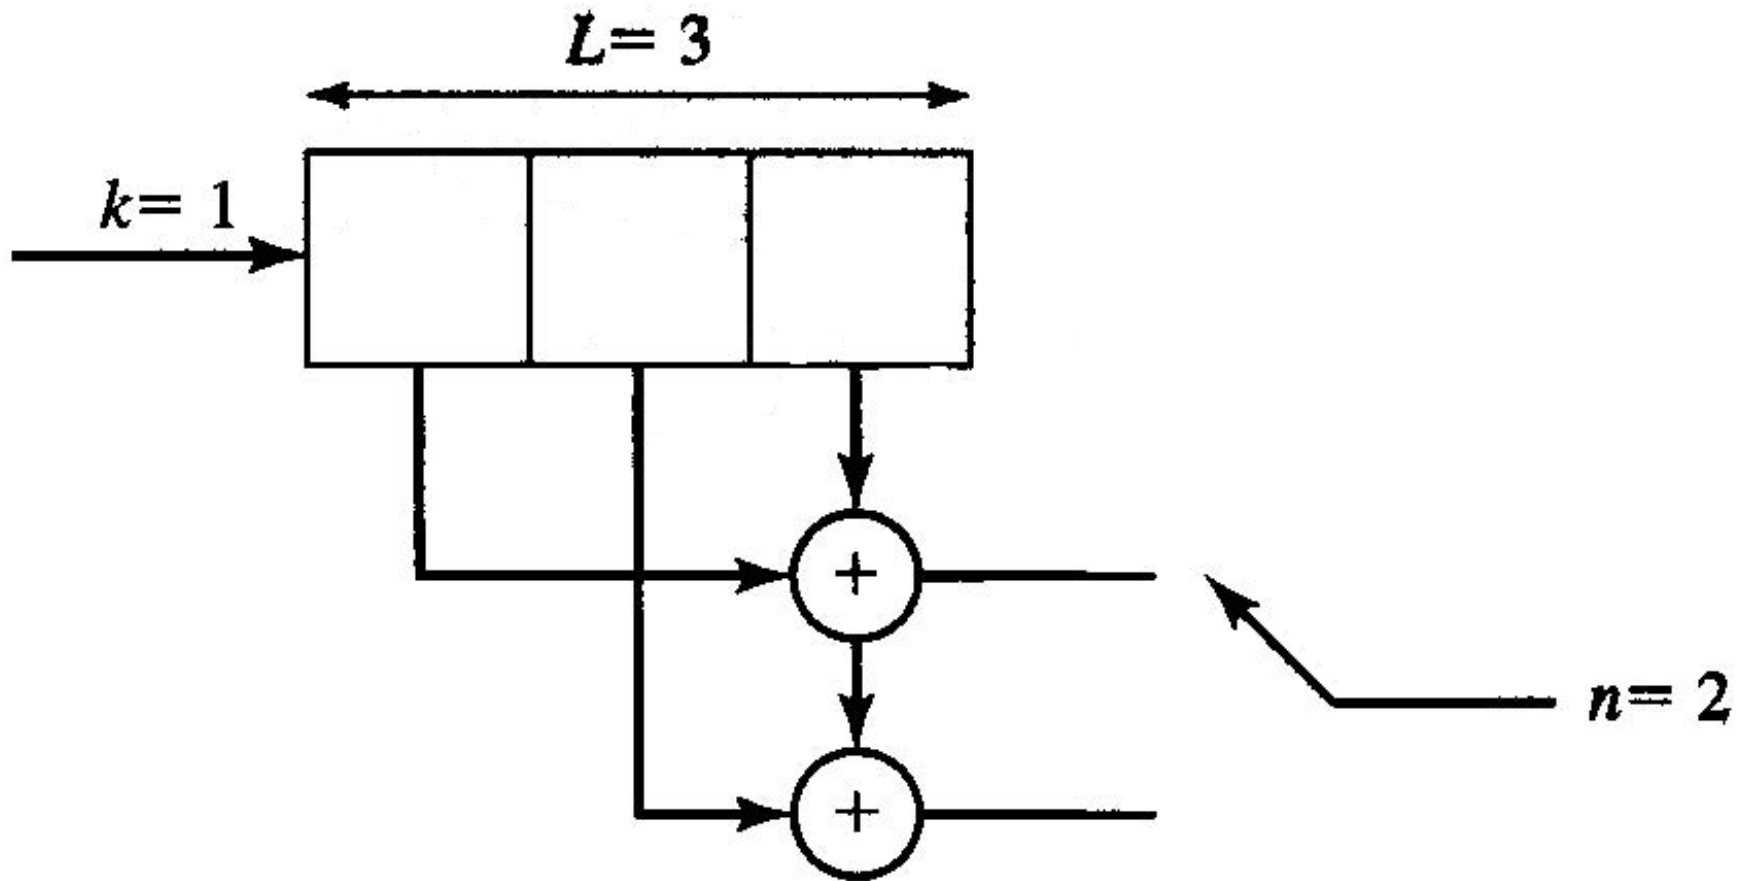 L= 3
k= 1
+
n= 2
+